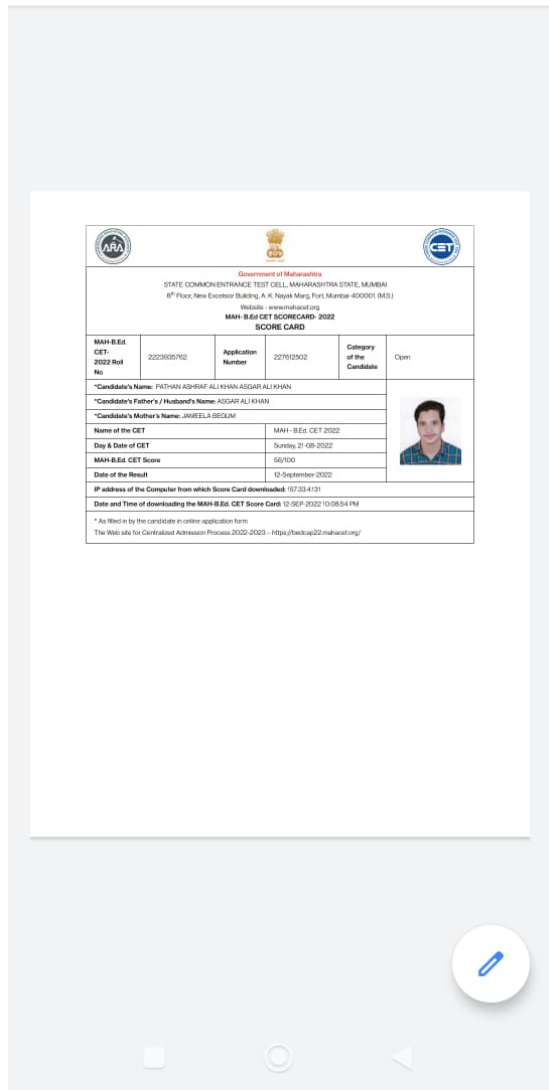 ARA
CET
Government of Maharashtra
STATE COMMON ENTRANCE TEST CELL, MAHARASHTRA STATE, MUMBAI
8th Floor, New Excelsior Building, A. K. Nayak Marg, Fort, Mumbai-400001. (M.S.)
Website - www.mahacet.org
MAH- B.Ed CET SCORECARD- 2022
SCORE CARD
MAH-B.Ed. CET-2022 Roll No 2223935762 Application Number 227612502 Category of the Candidate Open
*Candidate's Name: PATHAN ASHRAF ALI KHAN ASGAR ALI KHAN
*Candidate's Father's / Husband's Name: ASGAR ALI KHAN
*Candidate's Mother's Name: JAMEELA BEGUM
Name of the CET MAH - B.Ed. CET 2022
Day & Date of CET Sunday, 21-08-2022
MAH-B.Ed. CET Score 56/100
Date of the Result 12-September-2022
IP address of the Computer from which Score Card downloaded: 157.33.4.131
Date and Time of downloading the MAH-B.Ed. CET Score Card: 12-SEP-2022 10:08:54 PM
* As filled in by the candidate in online application form
The Web site for Centralized Admission Process 2022-2023 :- https://bedcap22.mahacet.org/